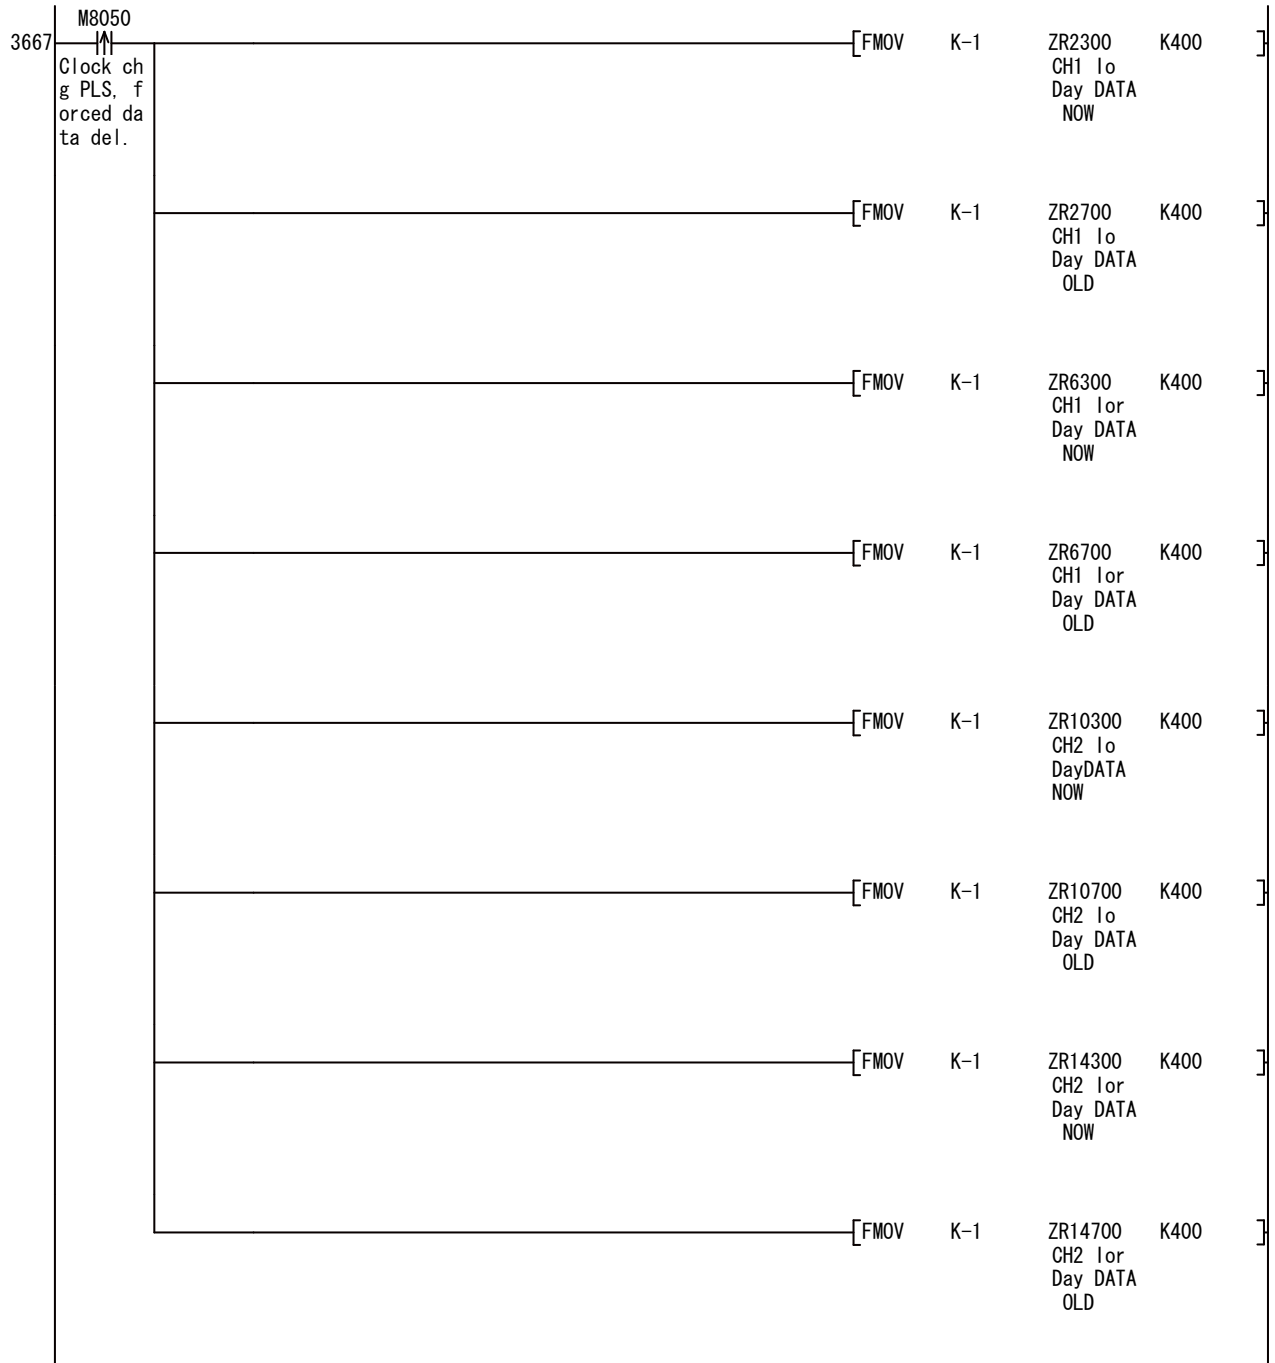 M8050
3667
[FMOV K-1 ZR2300 K400 ]
Clock ch
g PLS, f
orced da
ta del.
CH1 Io
Day DATA
NOW
[FMOV K-1 ZR2700 K400 ]
CH1 Io
Day DATA
OLD
[FMOV K-1 ZR6300 K400 ]
CH1 Ior
Day DATA
NOW
[FMOV K-1 ZR6700 K400 ]
CH1 Ior
Day DATA
OLD
[FMOV K-1 ZR10300 K400 ]
CH2 Io
DayDATA
NOW
[FMOV K-1 ZR10700 K400 ]
CH2 Io
Day DATA
OLD
[FMOV K-1 ZR14300 K400 ]
CH2 Ior
Day DATA
NOW
[FMOV K-1 ZR14700 K400 ]
CH2 Ior
Day DATA
OLD